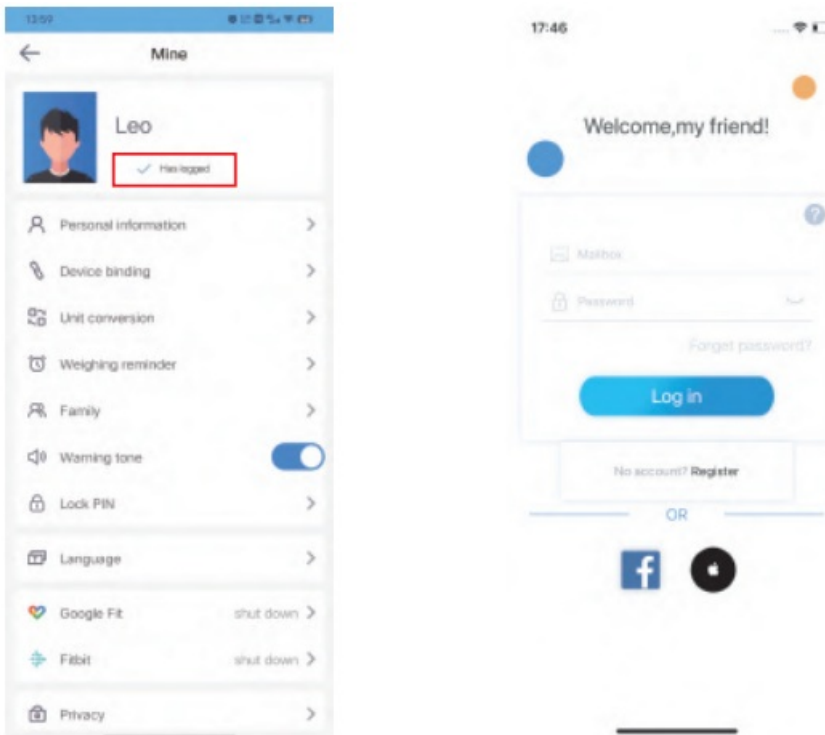 13:59
Mine
Leo
Has logged
Personal information
Device binding
Unit conversion
Weighing reminder
Family
Warning tone
Lock PIN
Language
Google Fit
shut down
Fitbit
shut down
Privacy
17:46
Welcome,my friend!
?
Mailbox
Password
Forget password?
Log in
No account? Register
OR
f